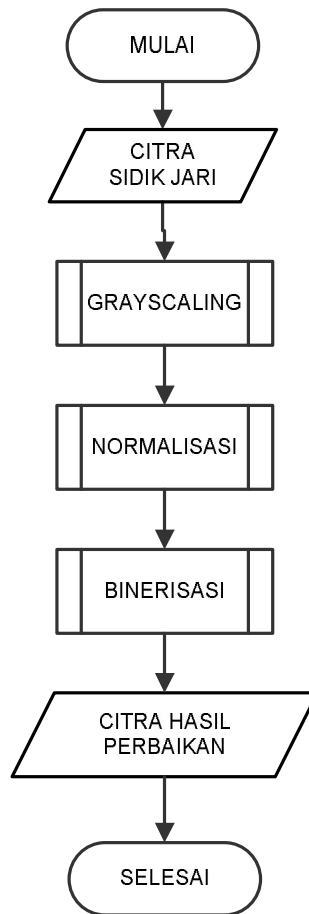 MULAI
CITRA
SIDIK JARI
GRAYSCALING
NORMALISASI
BINERISASI
CITRA HASIL
PERBAIKAN
SELESAI